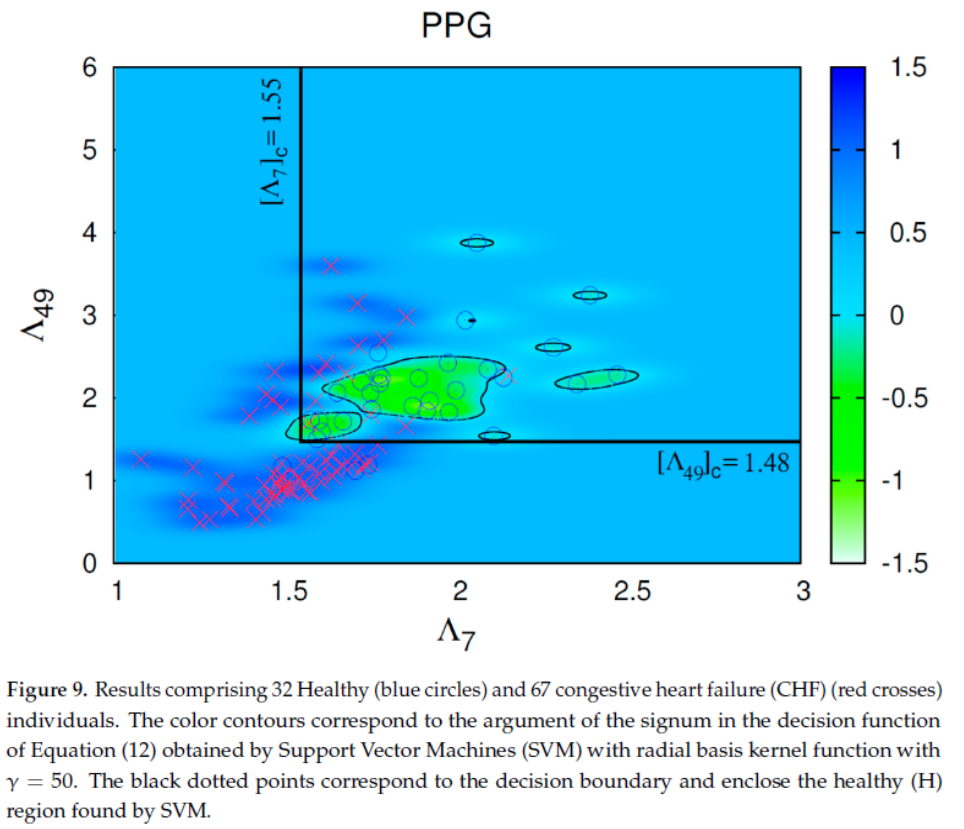 PPG
6
5
4
3
2
1
0
Λ49
[Λ7]c = 1.55
[Λ49]c = 1.48
1
1.5
2
2.5
3
Λ7
1.5
1
0.5
0
-0.5
-1
-1.5
Figure 9. Results comprising 32 Healthy (blue circles) and 67 congestive heart failure (CHF) (red crosses)
individuals. The color contours correspond to the argument of the signum in the decision function
of Equation (12) obtained by Support Vector Machines (SVM) with radial basis kernel function with
γ = 50. The black dotted points correspond to the decision boundary and enclose the healthy (H)
region found by SVM.